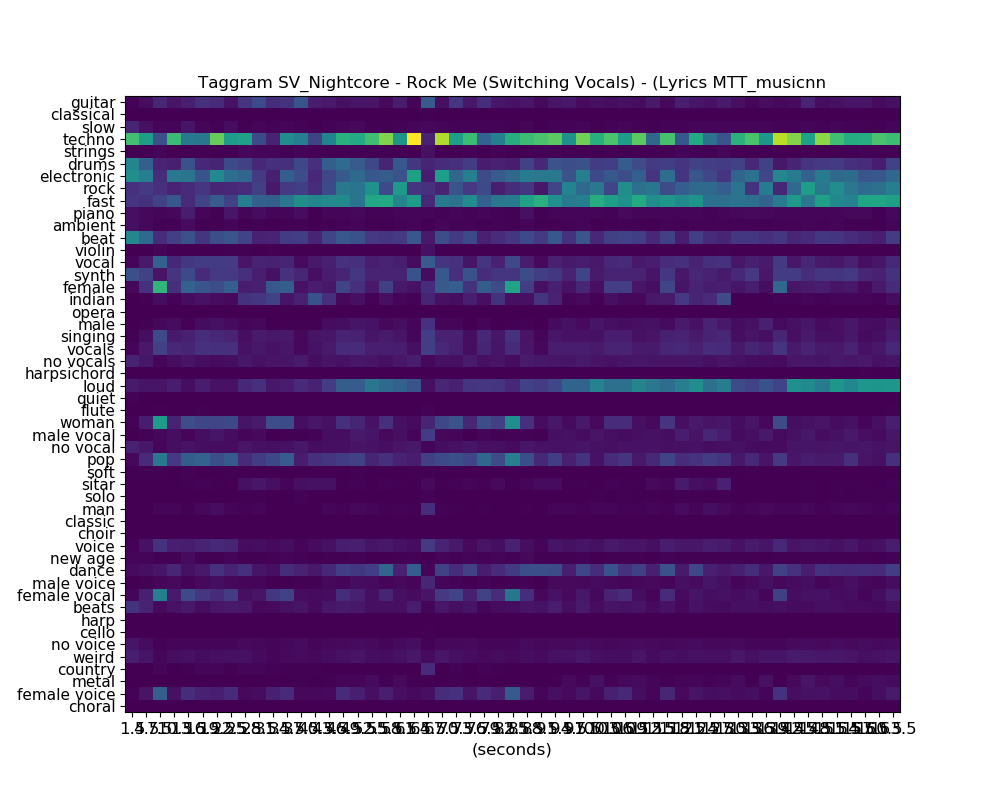 Taggram SV_Nightcore - Rock Me (Switching Vocals) - (Lyrics MTT_musicnn
guitar
classical
slow
techno
strings
drums
electronic
rock
fast
piano
ambient
beat
violin
vocal
synth
female
indian
opera
male
singing
vocals
no vocals
harpsichord
loud
quiet
flute
woman
male vocal
no vocal
pop
soft
sitar
solo
man
classic
choir
voice
new age
dance
male voice
female vocal
beats
harp
cello
no voice
weird
country
metal
female voice
choral
(seconds)